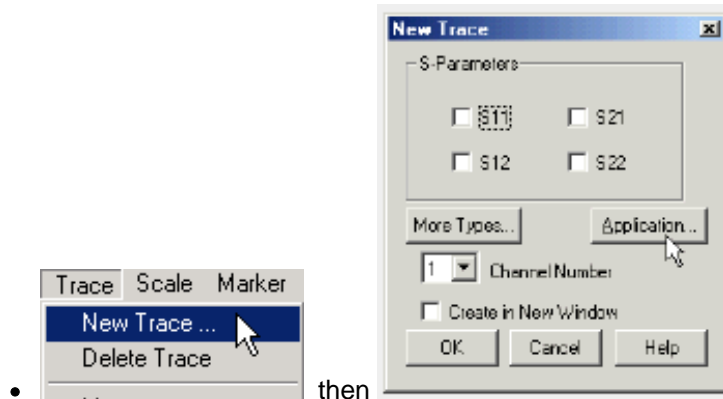 New Trace
S-Parameters
S11 S21
S12 S22
More Types... Application...
1 Channel Number
Create in New Window
OK Cancel Help
Trace Scale Marker
New Trace ...
Delete Trace
then